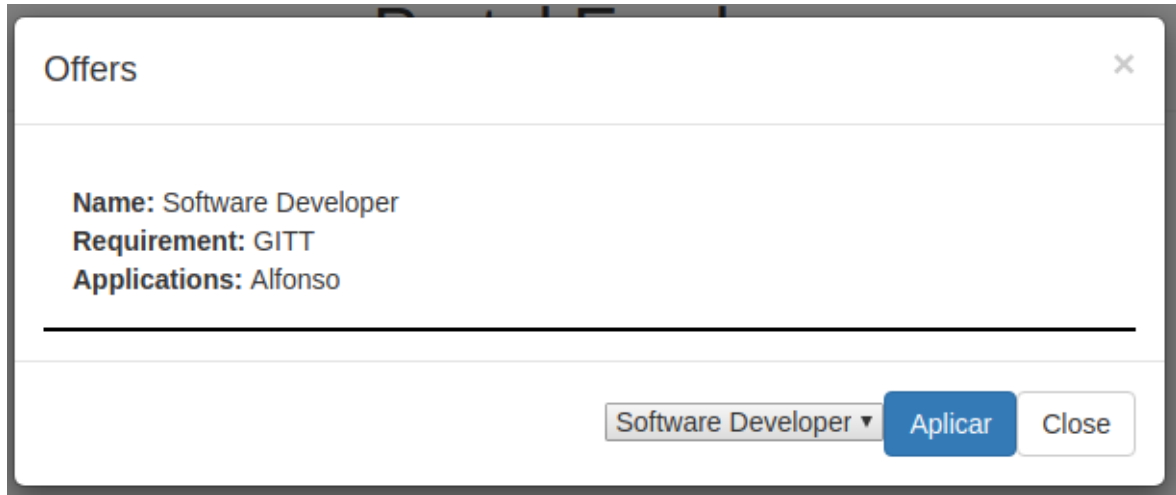 Offers
×
Name: Software Developer
Requirement: GITT
Applications: Alfonso
Software Developer ▾ Aplicar Close